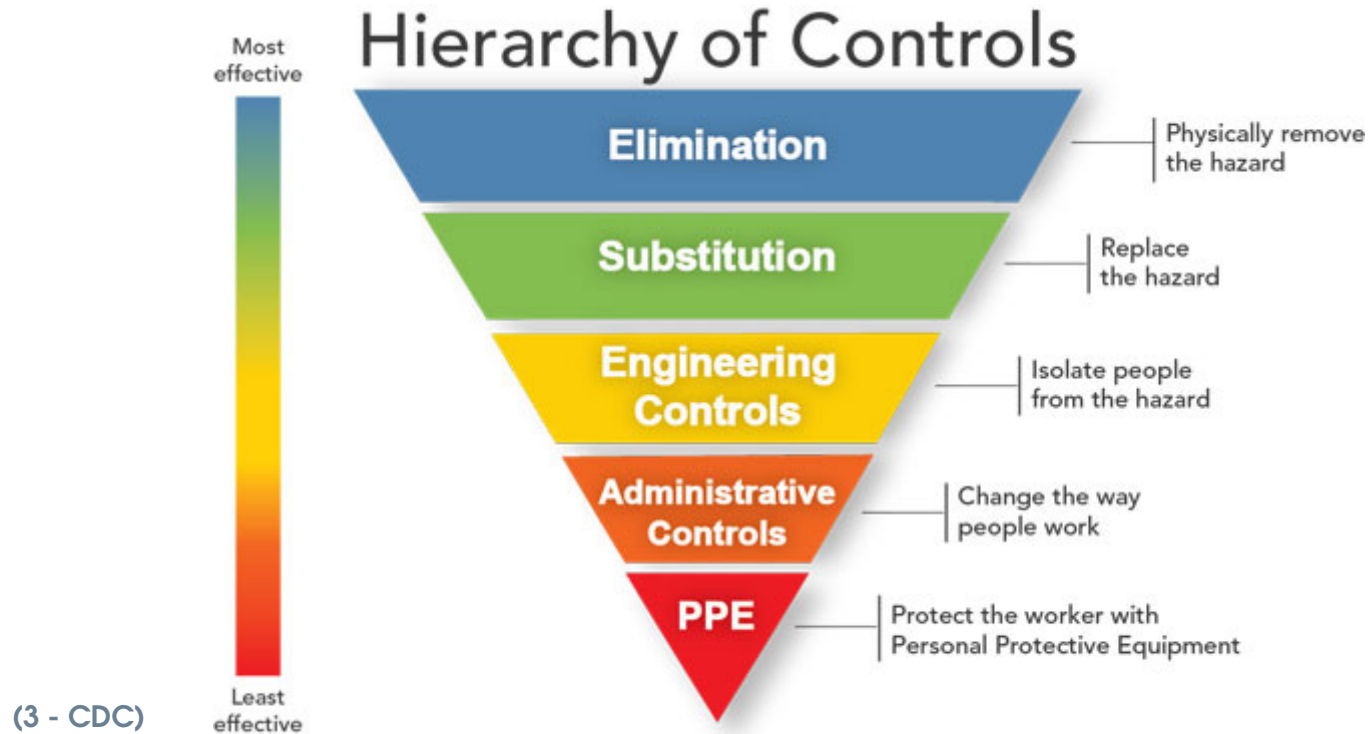 Hierarchy of Controls
Most
effective
Elimination
Physically remove
the hazard
Substitution
Replace
the hazard
Engineering
Controls
Isolate people
from the hazard
Administrative
Controls
Change the way
people work
PPE
Protect the worker with
Personal Protective Equipment
Least
effective
(3 - CDC)